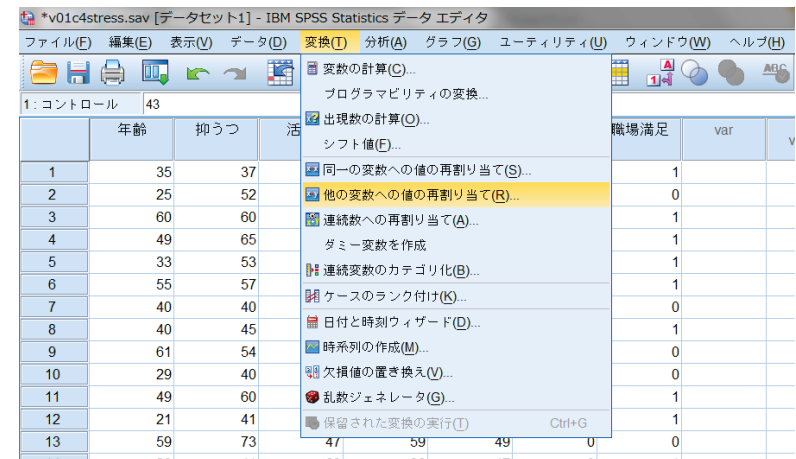 *v01c4stress.sav [データセット1] - IBM SPSS Statistics データ エディタ
ファイル(F) 編集(E) 表示(V) データ(D) 変換(T) 分析(A) グラフ(G) ユーティリティ(U) ウィンドウ(W) ヘルプ(H)
1 : コントロール 43
年齢 抑うつ 活 職場満足 var v
変数の計算(C)...
プログラマビリティの変換...
出現数の計算(O)...
シフト値(F)...
1 35 37 同一の変数への値の再割り当て(S)... 1
2 25 52 他の変数への値の再割り当て(R)... 0
3 60 60 連続数への再割り当て(A)... 1
4 49 65 ダミー変数を作成 1
5 33 53 連続変数のカテゴリ化(B)... 1
6 55 57 ケースのランク付け(K)... 1
7 40 40 日付と時刻ウィザード(D)... 0
8 40 45 時系列の作成(M)... 1
9 61 54 0
10 29 40 欠損値の置き換え(V)... 0
11 49 60 乱数ジェネレータ(G)... 1
12 21 41 保留された変換の実行(T) Ctrl+G 1
13 59 73 47 59 49 0 0